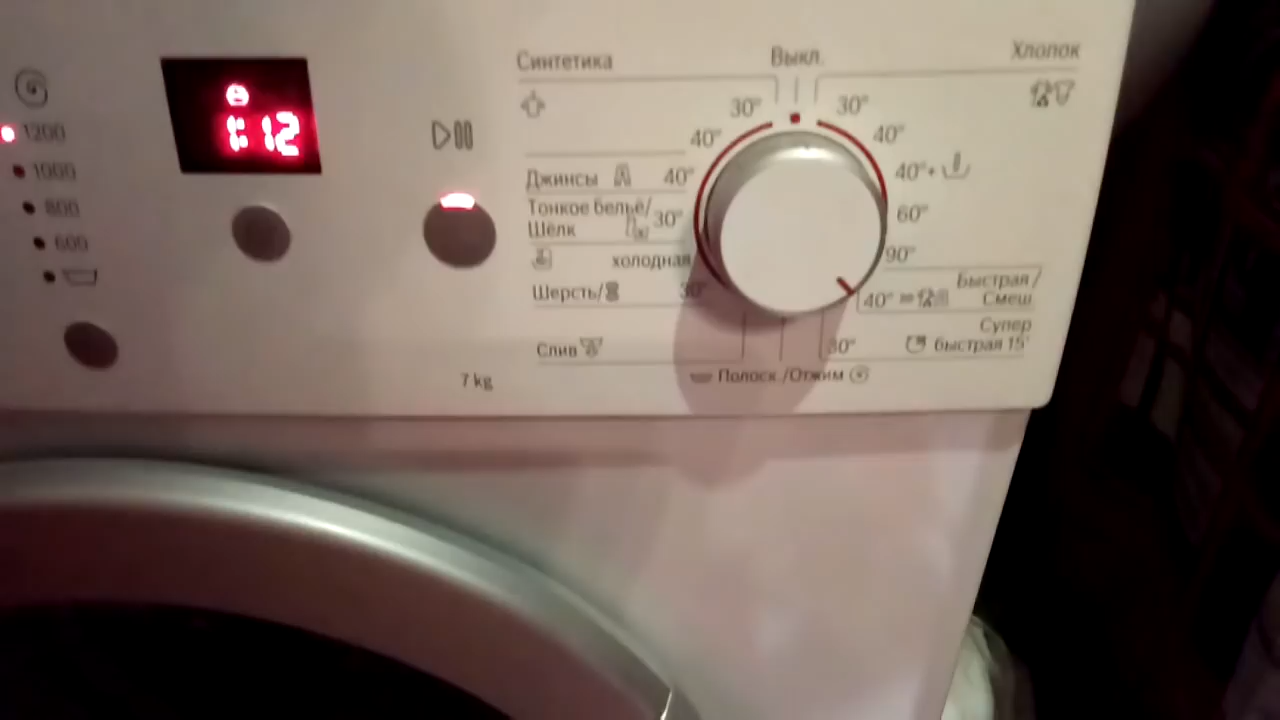 1200
1000
800
600
1:12
7 kg
Синтетика
30°
40°
Джинсы 40°
Тонкое бельё/
Шёлк 30°
холодная
Шерсть/ 30°
Слив
Выкл.
Хлопок
30°
40°
40°+
60°
90°
Быстрая/
40° Смеш.
Супер
30° быстрая 15'
Полоск./Отжим